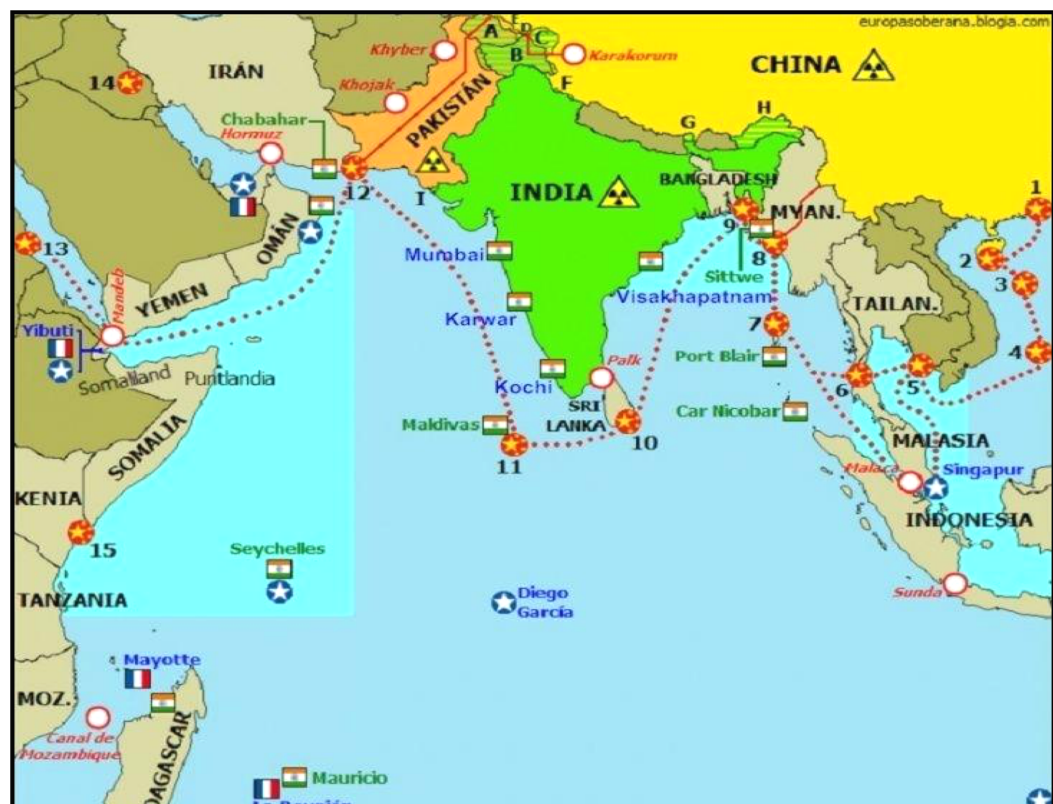 europasoberana.blogia.com
E
A
D
C
Khyber
Karakorum
B
CHINA
14
IRÁN
Khojak
F
PAKISTÁN
H
Chabahar
Hormuz
G
BANGLADESH
12
I
INDIA
1
MYAN.
OMÁN
9
13
Mumbai
8
2
Sittwe
3
YEMEN
Mandeb
Visakhapatnam
TAILAN.
Karwar
7
Yibuti
4
Port Blair
Palk
Somaliland
Puntlandia
Kochi
6
5
SRI
LANKA
Car Nicobar
Maldivas
SOMALIA
10
MALASIA
11
Malaca
Singapur
KENIA
INDONESIA
15
Seychelles
Diego
García
Sunda
TANZANIA
Mayotte
MOZ.
Canal de
Mozambique
Mauricio